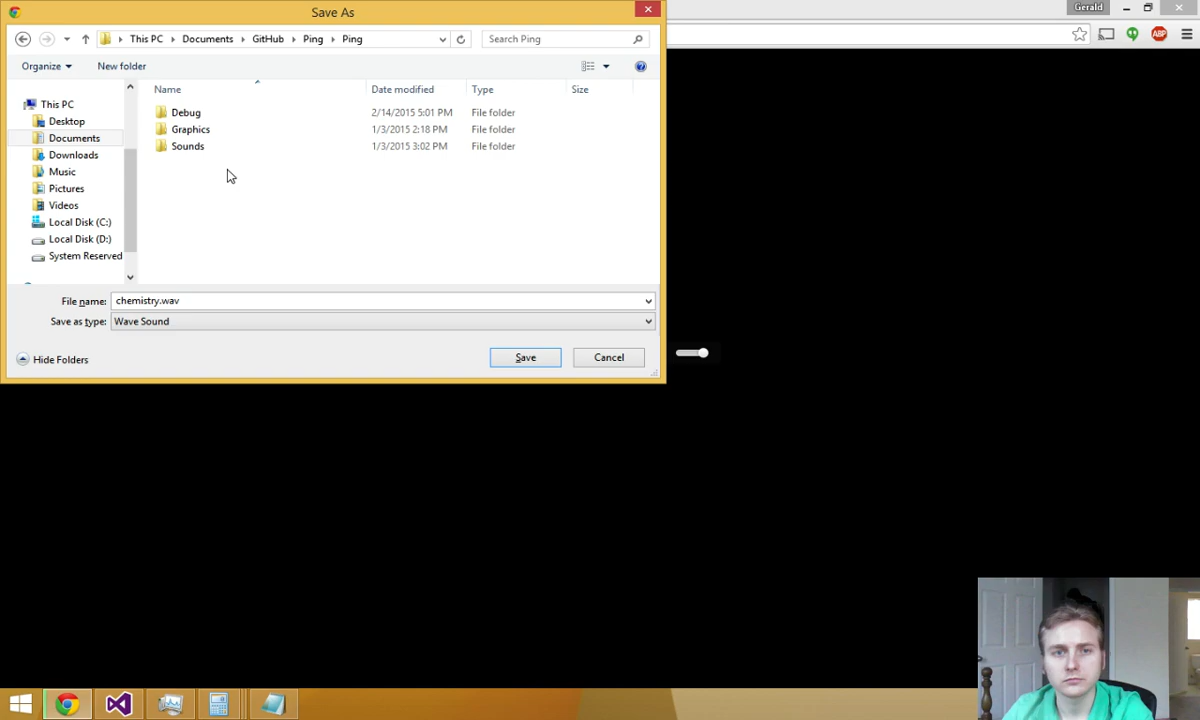 Save As
Gerald
This PC Documents GitHub Ping Ping
Search Ping
Organize
New folder
Name Date modified Type Size
This PC
Desktop
Documents
Downloads
Music
Pictures
Videos
Local Disk (C:)
Local Disk (D:)
System Reserved
Debug 2/14/2015 5:01 PM File folder
Graphics 1/3/2015 2:18 PM File folder
Sounds 1/3/2015 3:02 PM File folder
File name: chemistry.wav
Save as type: Wave Sound
Hide Folders
Save
Cancel
ABP